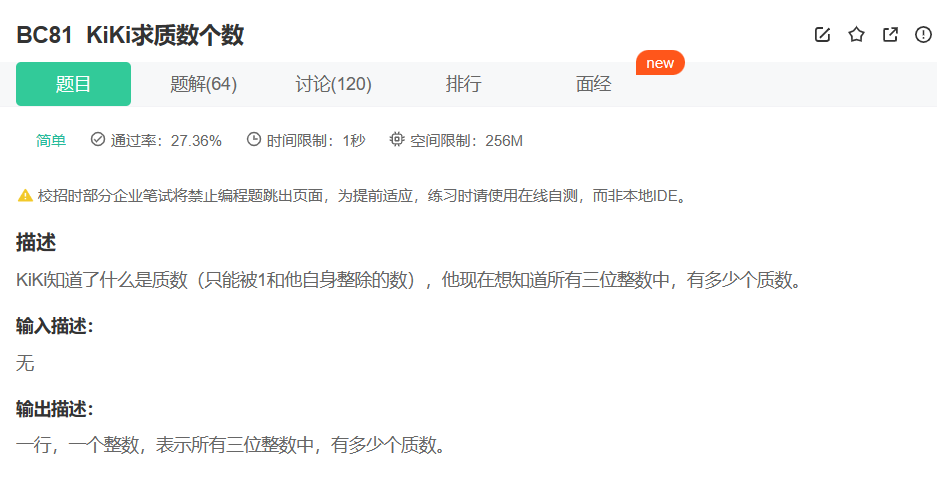 BC81 KiKi求质数个数
题目 题解(64) 讨论(120) 排行 面经 new
简单 通过率：27.36% 时间限制：1秒 空间限制：256M
校招时部分企业笔试将禁止编程题跳出页面，为提前适应，练习时请使用在线自测，而非本地IDE。
描述
KiKi知道了什么是质数（只能被1和他自身整除的数），他现在想知道所有三位整数中，有多少个质数。
输入描述：
无
输出描述：
一行，一个整数，表示所有三位整数中，有多少个质数。